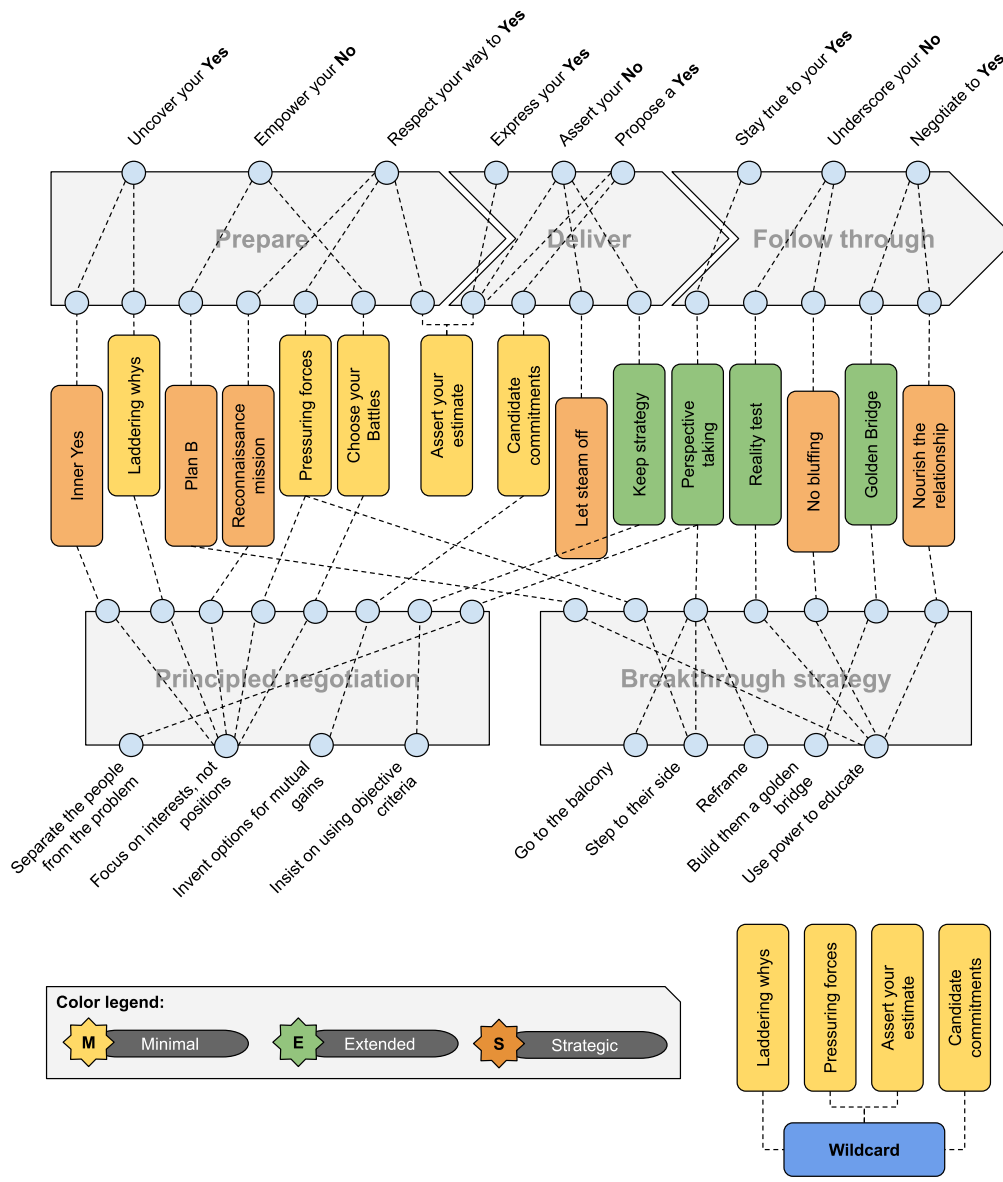 Uncover your Yes
Empower your No
Respect your way to Yes
Express your Yes
Assert your No
Propose a Yes
Stay true to your Yes
Underscore your No
Negotiate to Yes
Prepare
Deliver
Follow through
Inner Yes
Laddering whys
Plan B
Reconnaissance
mission
Pressuring forces
Choose your
Battles
Assert your
estimate
Candidate
commitments
Let steam off
Keep strategy
Perspective
taking
Reality test
No bluffing
Golden Bridge
Nourish the
relationship
Principled negotiation
Breakthrough strategy
Separate the people
from the problem
Focus on interests, not
positions
Invent options for mutual
gains
Insist on using objective
criteria
Go to the balcony
Step to their side
Reframe
Build them a golden
bridge
Use power to educate
Color legend:
M Minimal
E Extended
S Strategic
Laddering whys
Pressuring forces
Assert your
estimate
Candidate
commitments
Wildcard